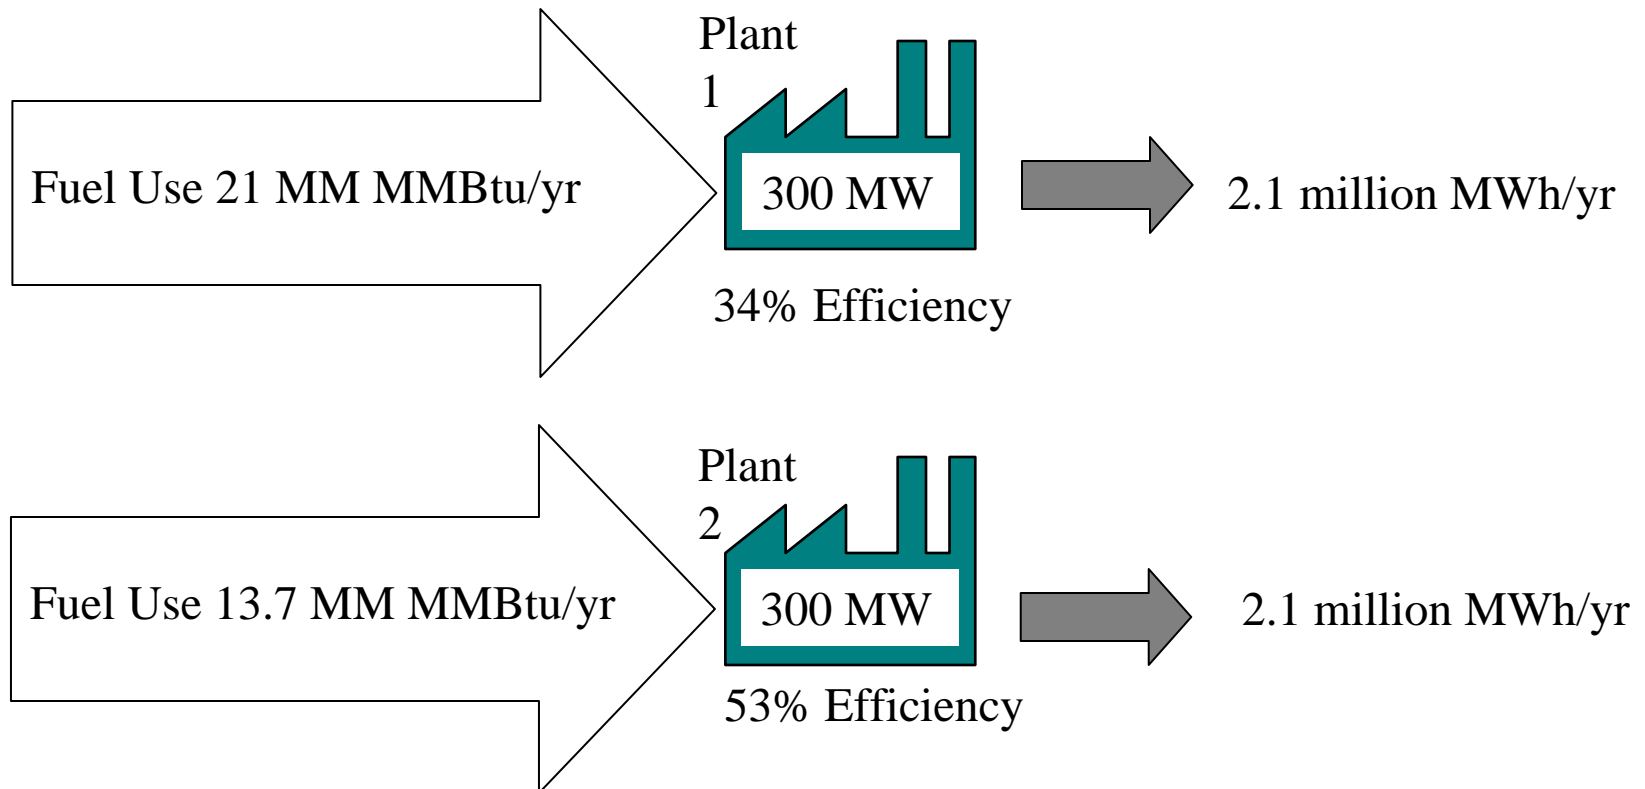 Plant
1
Fuel Use 21 MM MMBtu/yr
300 MW
2.1 million MWh/yr
34% Efficiency
Plant
2
Fuel Use 13.7 MM MMBtu/yr
300 MW
2.1 million MWh/yr
53% Efficiency